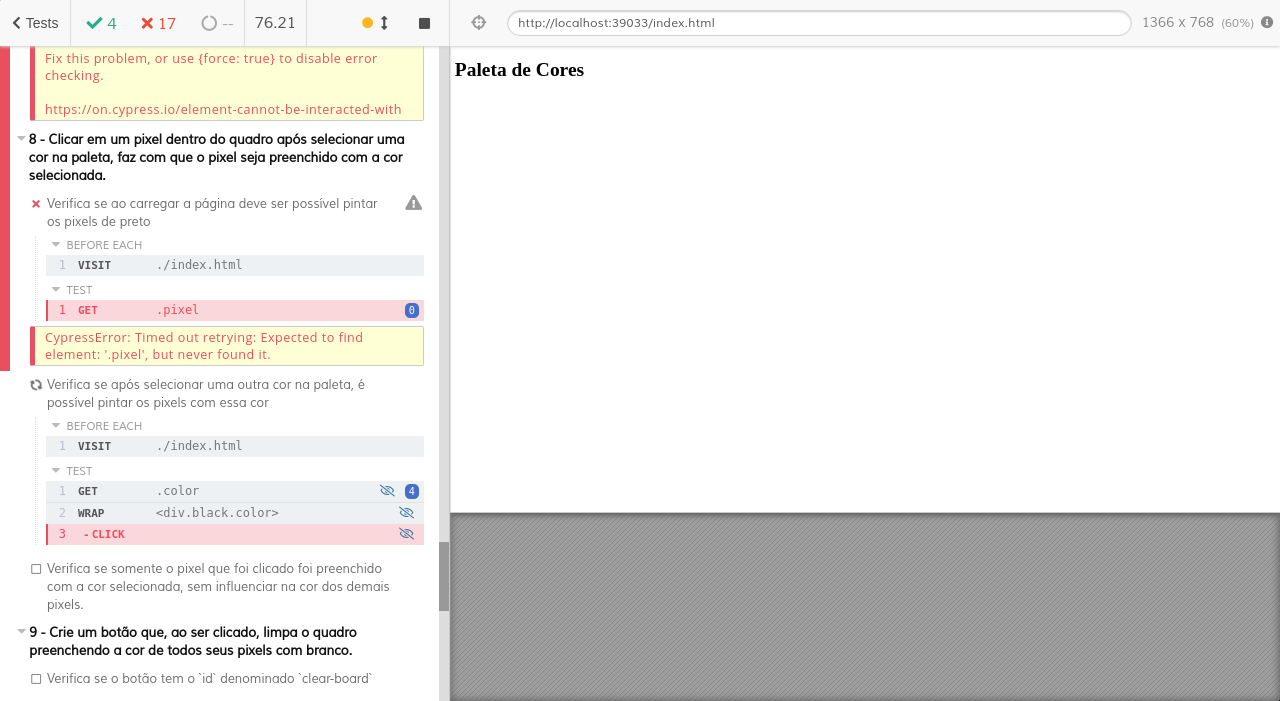 Tests
4
17
--
76.21
http://localhost:39033/index.html
1366 x 768 (60%)
Fix this problem, or use {force: true} to disable error
checking.
https://on.cypress.io/element-cannot-be-interacted-with
8 - Clicar em um pixel dentro do quadro após selecionar uma
cor na paleta, faz com que o pixel seja preenchido com a cor
selecionada.
Verifica se ao carregar a página deve ser possível pintar
os pixels de preto
BEFORE EACH
1 VISIT ./index.html
TEST
1 GET .pixel 0
CypressError: Timed out retrying: Expected to find
element: '.pixel', but never found it.
Verifica se após selecionar uma outra cor na paleta, é
possível pintar os pixels com essa cor
BEFORE EACH
1 VISIT ./index.html
TEST
1 GET .color 4
2 WRAP <div.black.color>
3 - CLICK
Verifica se somente o pixel que foi clicado foi preenchido
com a cor selecionada, sem influenciar na cor dos demais
pixels.
9 - Crie um botão que, ao ser clicado, limpa o quadro
preenchendo a cor de todos seus pixels com branco.
Verifica se o botão tem o `id` denominado `clear-board`
Paleta de Cores